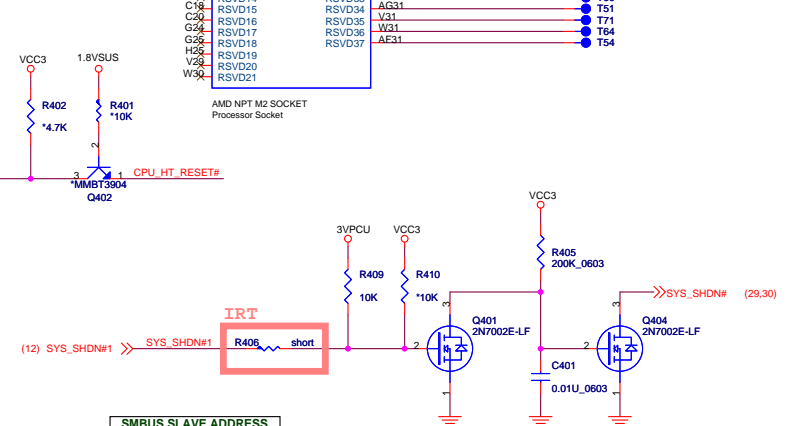 C18 RSVD15
C20 RSVD16
G24 RSVD17
G25 RSVD18
H25 RSVD19
V29 RSVD20
W30 RSVD21
RSVD34 AG31 T51
RSVD35 V31 T71
RSVD36 W31 T64
RSVD37 AF31 T54
AMD NPT M2 SOCKET
Processor Socket
VCC3
1.8VSUS
R402
*4.7K
R401
*10K
2
3
1
CPU_HT_RESET#
*MMBT3904
Q402
VCC3
3VPCU
VCC3
R405
200K_0603
R409
10K
R410
*10K
SYS_SHDN# (29,30)
IRT
3
Q401
2N7002E-LF
3
Q404
2N7002E-LF
(12) SYS_SHDN#1
SYS_SHDN#1
R406 short
2
2
C401
0.01U_0603
1
1
SMBUS SLAVE ADDRESS